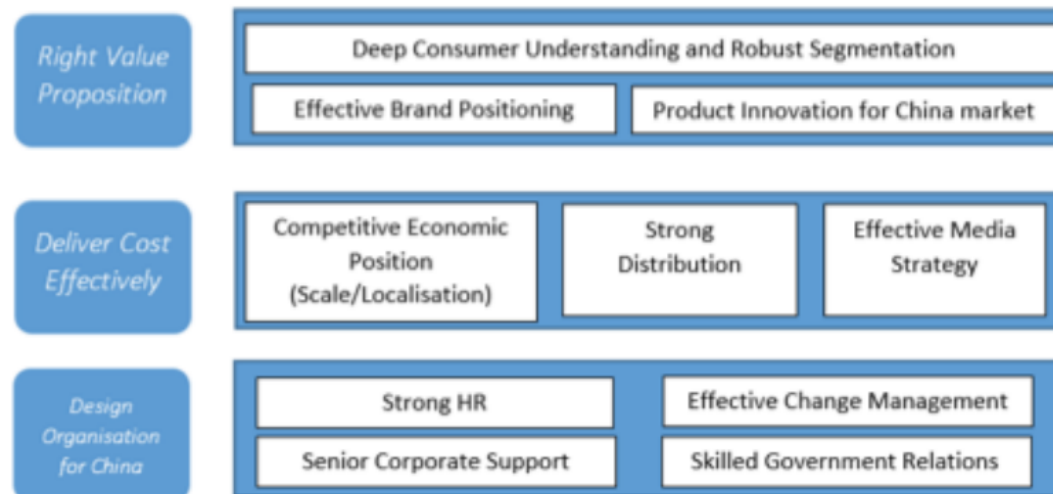 Right Value
Proposition
Deep Consumer Understanding and Robust Segmentation
Effective Brand Positioning
Product Innovation for China market
Deliver Cost
Effectively
Competitive Economic
Position
(Scale/Localisation)
Strong
Distribution
Effective Media
Strategy
Design
Organisation
for China
Strong HR
Effective Change Management
Senior Corporate Support
Skilled Government Relations